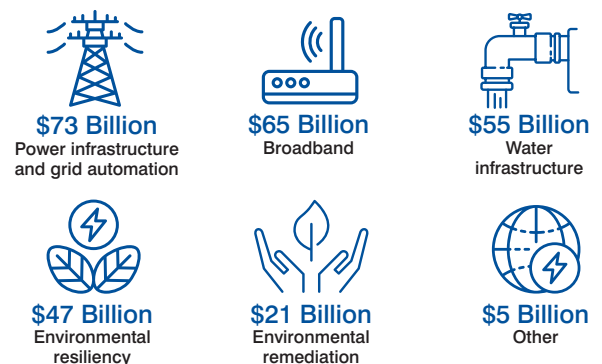 $73 Billion
Power infrastructure
and grid automation
$65 Billion
Broadband
$55 Billion
Water
infrastructure
$47 Billion
Environmental
resiliency
$21 Billion
Environmental
remediation
$5 Billion
Other